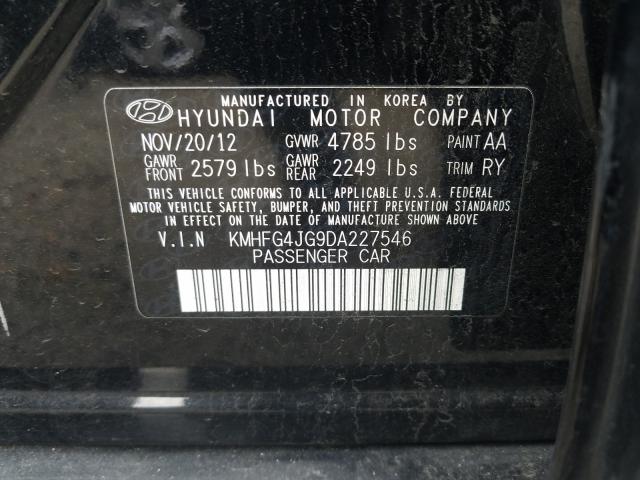 MANUFACTURED IN KOREA BY
HYUNDAI MOTOR COMPANY
NOV/20/12 GVWR 4785 lbs PAINT AA
GAWR FRONT 2579 lbs GAWR REAR 2249 lbs TRIM RY
THIS VEHICLE CONFORMS TO ALL APPLICABLE U.S.A. FEDERAL
MOTOR VEHICLE SAFETY, BUMPER, AND THEFT PREVENTION STANDARDS
IN EFFECT ON THE DATE OF MANUFACTURE SHOWN ABOVE.
V.I.N KMHFG4JG9DA227546
PASSENGER CAR